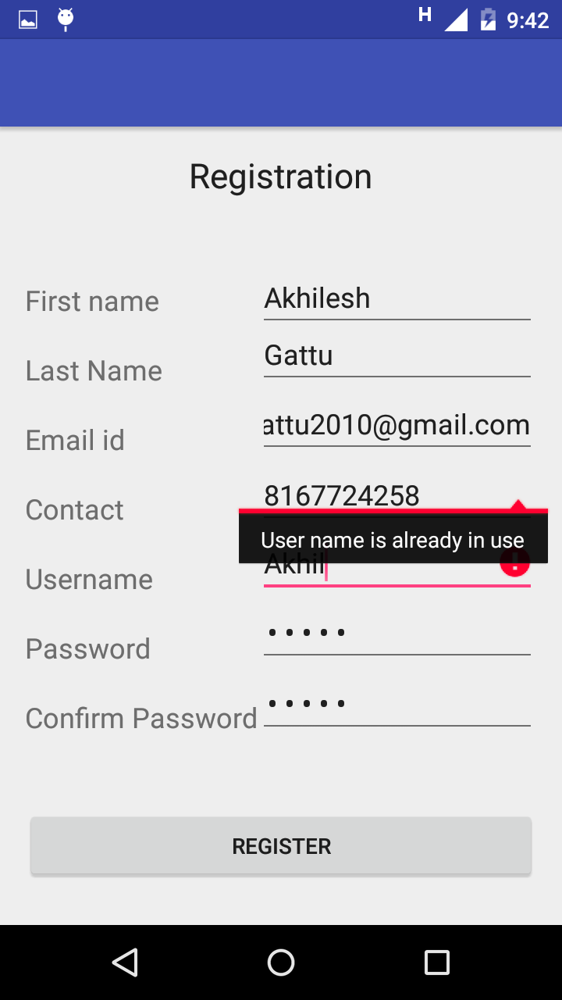 H 9:42
Registration
First name Akhilesh
Last Name Gattu
Email id attu2010@gmail.com
Contact 8167724258
User name is already in use
Username Akhil
Password •••••
Confirm Password •••••
REGISTER